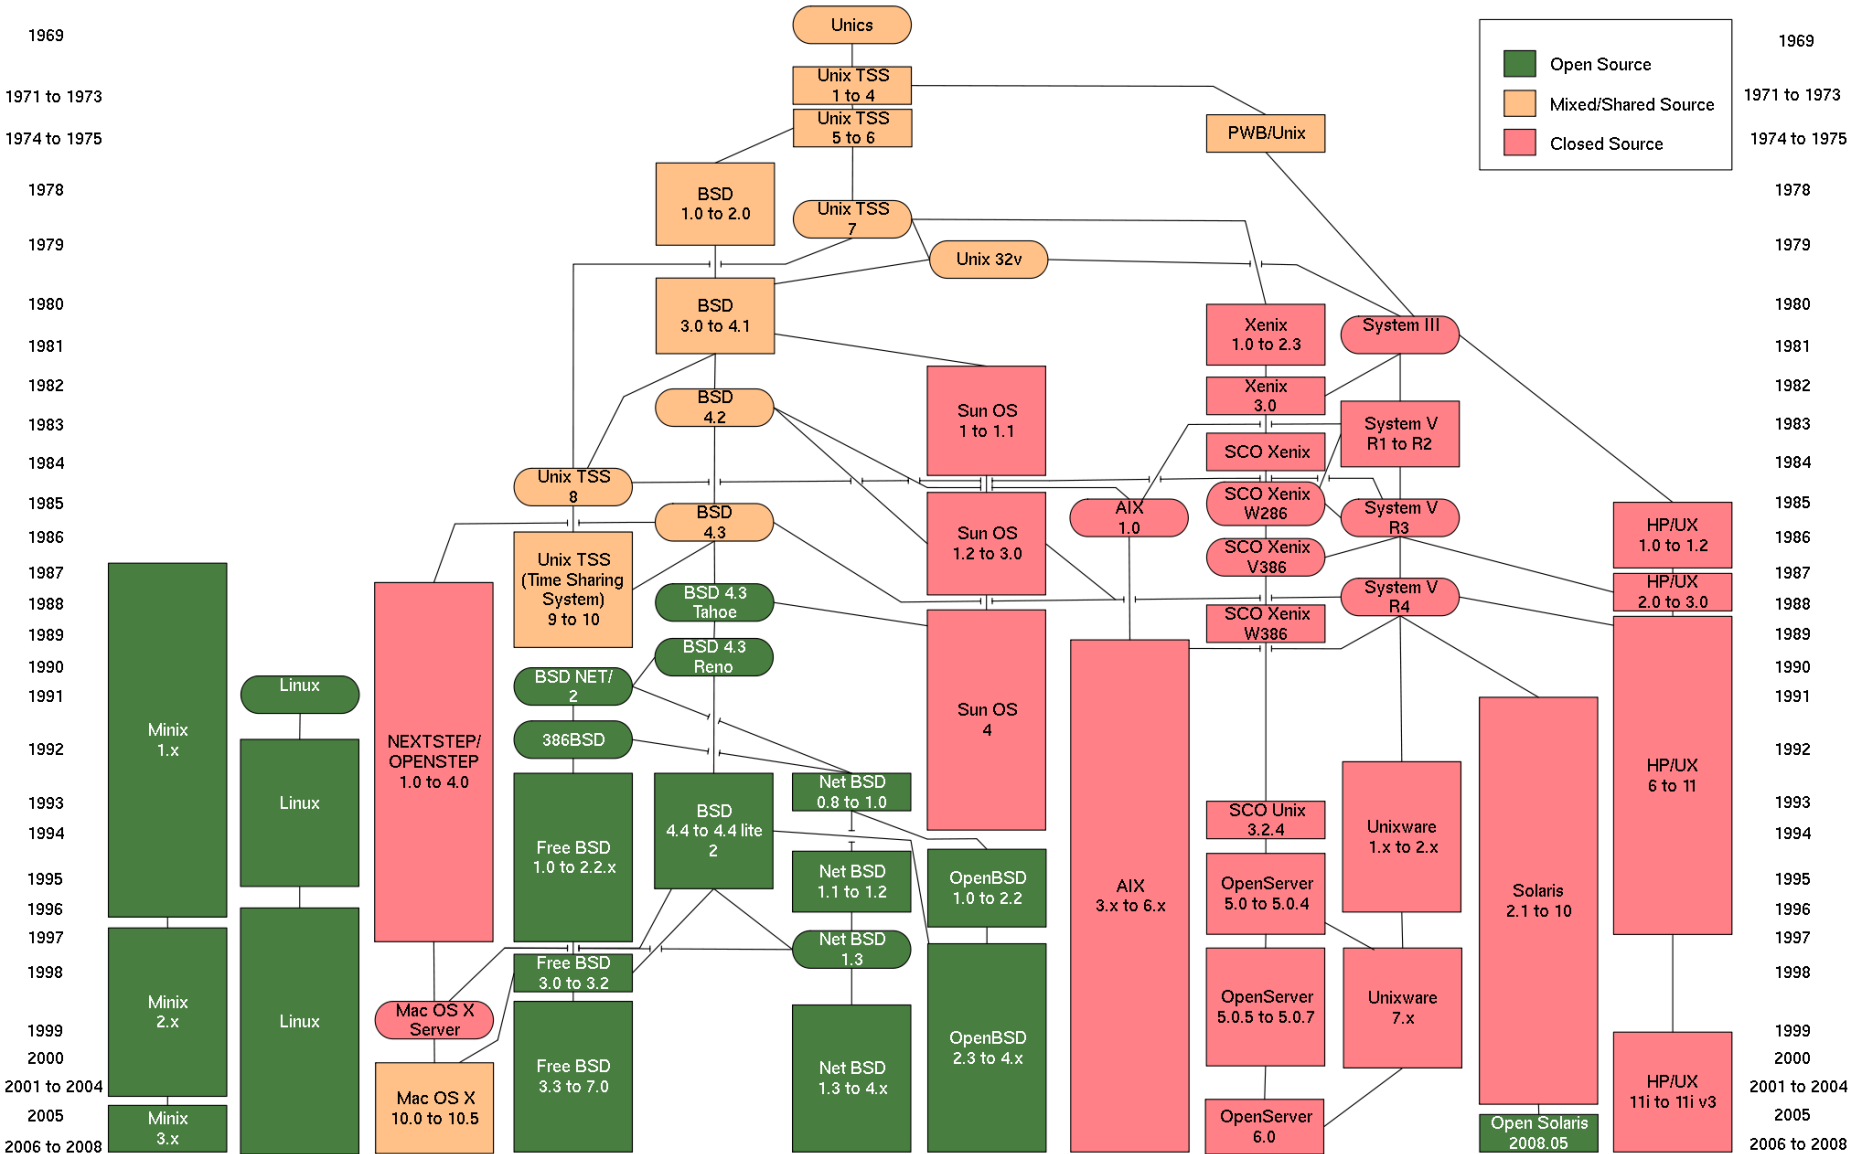 Unics
1969
1969
Open Source
Unix TSS
1 to 4
1971 to 1973
1971 to 1973
Mixed/Shared Source
Unix TSS
5 to 6
PWB/Unix
1974 to 1975
1974 to 1975
Closed Source
1978
BSD
1.0 to 2.0
Unix TSS
7
1978
1979
Unix 32v
1979
1980
BSD
3.0 to 4.1
Xenix
1.0 to 2.3
System III
1980
1981
1981
1982
BSD
4.2
Sun OS
1 to 1.1
Xenix
3.0
1982
1983
System V
R1 to R2
1983
SCO Xenix
1984
1984
Unix TSS
8
SCO Xenix
W286
1985
BSD
4.3
AIX
1.0
System V
R3
1985
1986
Unix TSS
(Time Sharing
System)
9 to 10
Sun OS
1.2 to 3.0
SCO Xenix
V386
HP/UX
1.0 to 1.2
1986
1987
HP/UX
2.0 to 3.0
1987
1988
BSD 4.3
Tahoe
System V
R4
1988
SCO Xenix
W386
1989
BSD 4.3
Reno
1989
1990
BSD NET/
2
1990
1991
Linux
1991
Minix
1.x
NEXTSTEP/
OPENSTEP
1.0 to 4.0
386BSD
Sun OS
4
1992
1992
Net BSD
0.8 to 1.0
HP/UX
6 to 11
1993
Linux
BSD
4.4 to 4.4 lite
2
SCO Unix
3.2.4
1993
1994
Unixware
1.x to 2.x
1994
Free BSD
1.0 to 2.2.x
1995
Net BSD
1.1 to 1.2
OpenBSD
1.0 to 2.2
AIX
3.x to 6.x
OpenServer
5.0 to 5.0.4
Solaris
2.1 to 10
1995
1996
1996
1997
Net BSD
1.3
1997
1998
Free BSD
3.0 to 3.2
1998
Minix
2.x
Linux
Mac OS X
Server
OpenServer
5.0.5 to 5.0.7
Unixware
7.x
1999
OpenBSD
2.3 to 4.x
1999
2000
Free BSD
3.3 to 7.0
Net BSD
1.3 to 4.x
2000
2001 to 2004
Mac OS X
10.0 to 10.5
HP/UX
11i to 11i v3
2001 to 2004
2005
Minix
3.x
OpenServer
6.0
Open Solaris
2008.05
2005
2006 to 2008
2006 to 2008